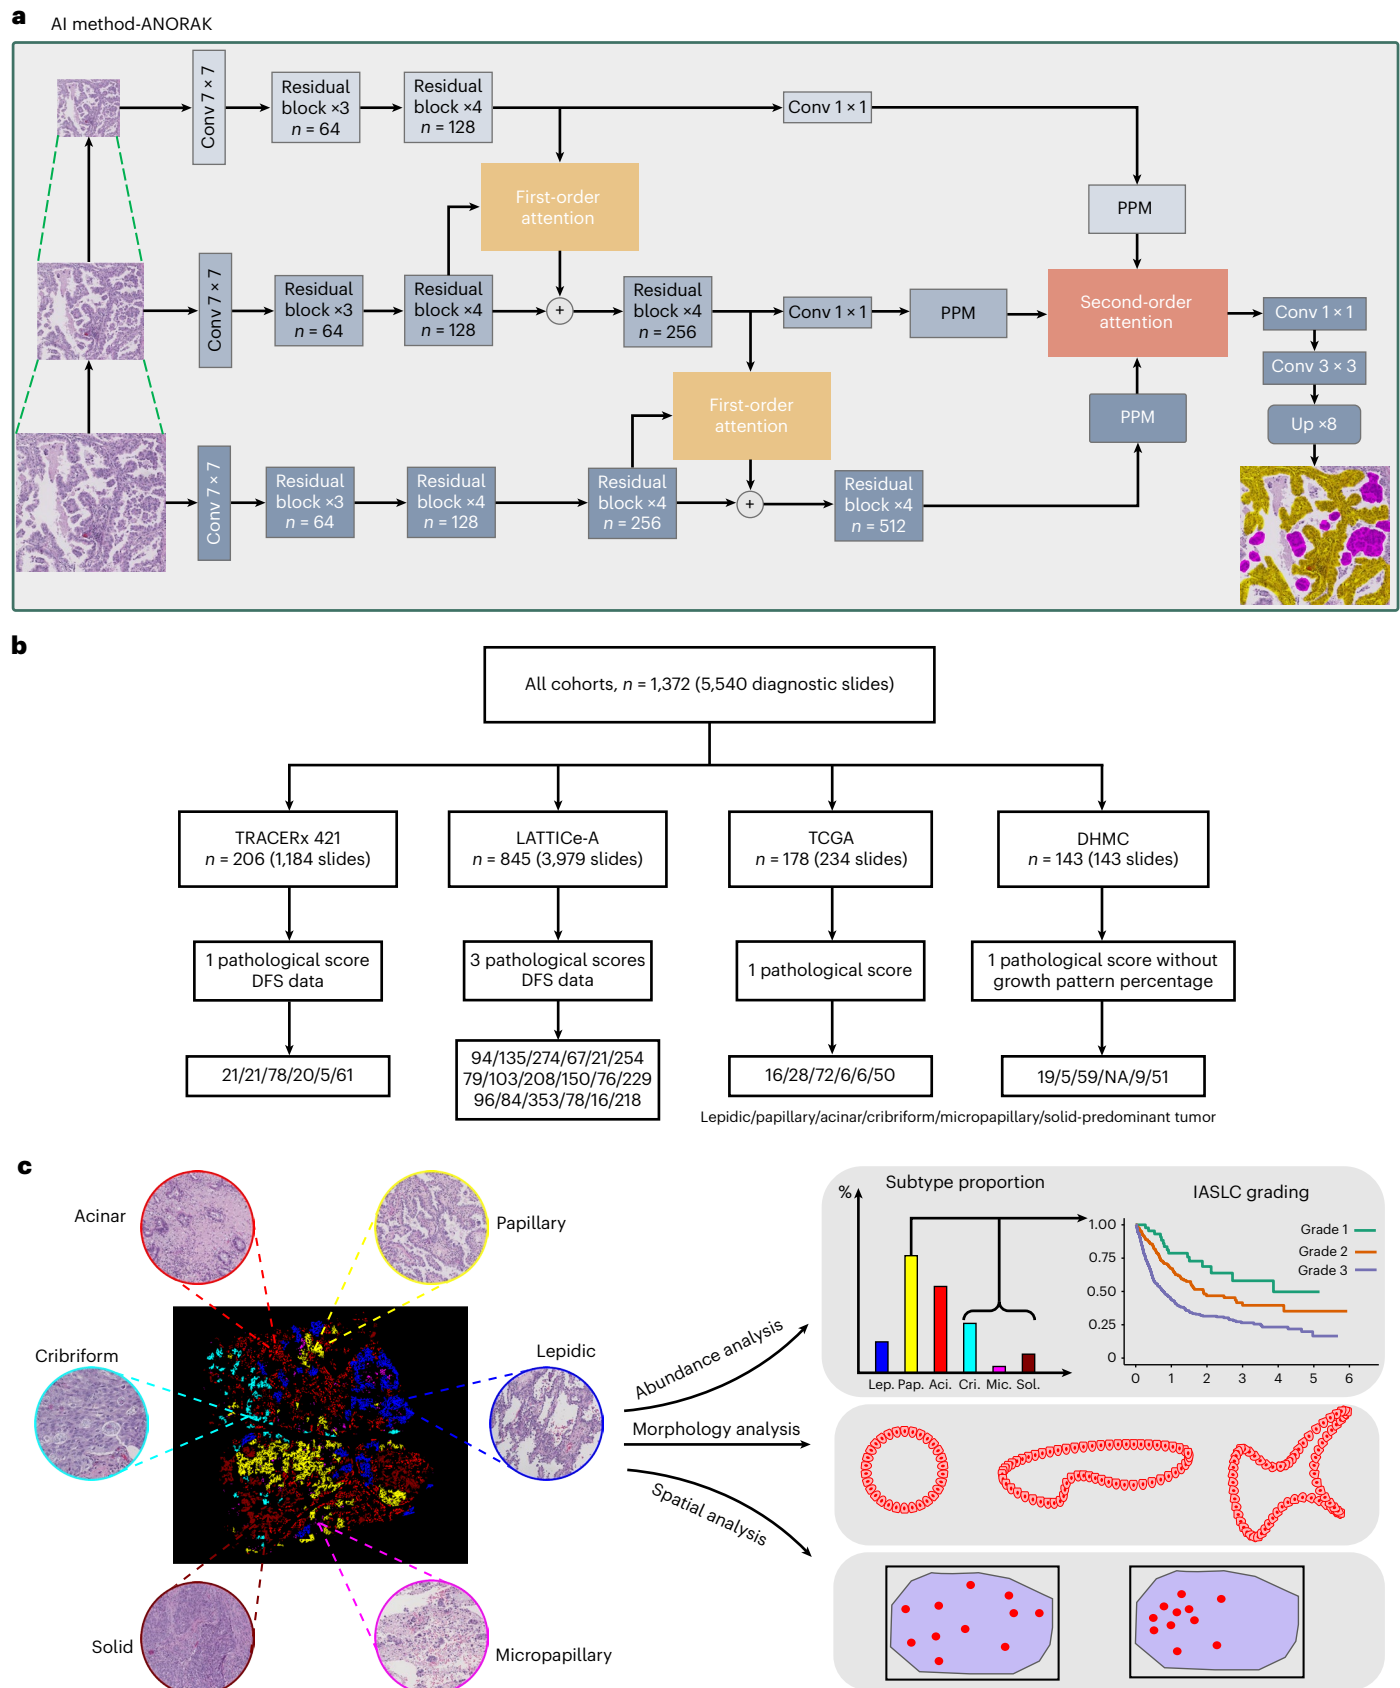 a
AI method-ANORAK
Conv 7 × 7
Residual
block ×3
n = 64
Residual
block ×4
n = 128
Conv 1 × 1
First-order
attention
PPM
Conv 7 × 7
Residual
block ×3
n = 64
Residual
block ×4
n = 128
+
Residual
block ×4
n = 256
Conv 1 × 1
PPM
Second-order
attention
Conv 1 × 1
Conv 3 × 3
Up ×8
First-order
attention
PPM
Conv 7 × 7
Residual
block ×3
n = 64
Residual
block ×4
n = 128
Residual
block ×4
n = 256
+
Residual
block ×4
n = 512
b
All cohorts, n = 1,372 (5,540 diagnostic slides)
TRACERx 421
n = 206 (1,184 slides)
LATTICe-A
n = 845 (3,979 slides)
TCGA
n = 178 (234 slides)
DHMC
n = 143 (143 slides)
1 pathological score
DFS data
3 pathological scores
DFS data
1 pathological score
1 pathological score without
growth pattern percentage
21/21/78/20/5/61
94/135/274/67/21/254
79/103/208/150/76/229
96/84/353/78/16/218
16/28/72/6/6/50
19/5/59/NA/9/51
Lepidic/papillary/acinar/cribriform/micropapillary/solid-predominant tumor
c
Acinar
Papillary
Cribriform
Lepidic
Solid
Micropapillary
Abundance analysis
Morphology analysis
Spatial analysis
%
Subtype proportion
Lep. Pap. Aci. Cri. Mic. Sol.
IASLC grading
1.00
0.75
0.50
0.25
0
Grade 1
Grade 2
Grade 3
0 1 2 3 4 5 6